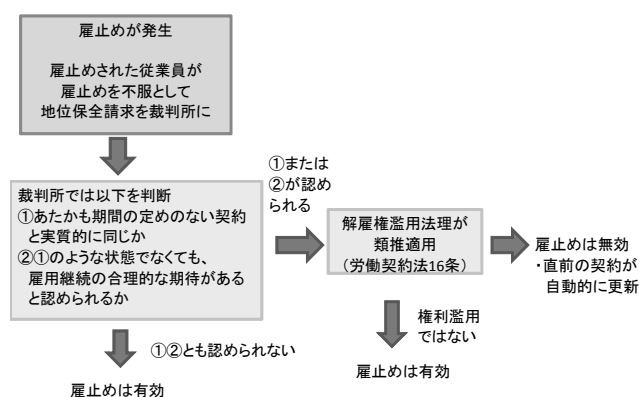 雇止めが発生
雇止めされた従業員が
雇止めを不服として
地位保全請求を裁判所に
裁判所では以下を判断
①あたかも期間の定めのない契約
と実質的に同じか
②①のような状態でなくても、
雇用継続の合理的な期待がある
と認められるか
①または
②が認め
られる
解雇権濫用法理が
類推適用
（労働契約法16条）
雇止めは無効
・直前の契約が
自動的に更新
権利濫用
ではない
①②とも認められない
雇止めは有効
雇止めは有効